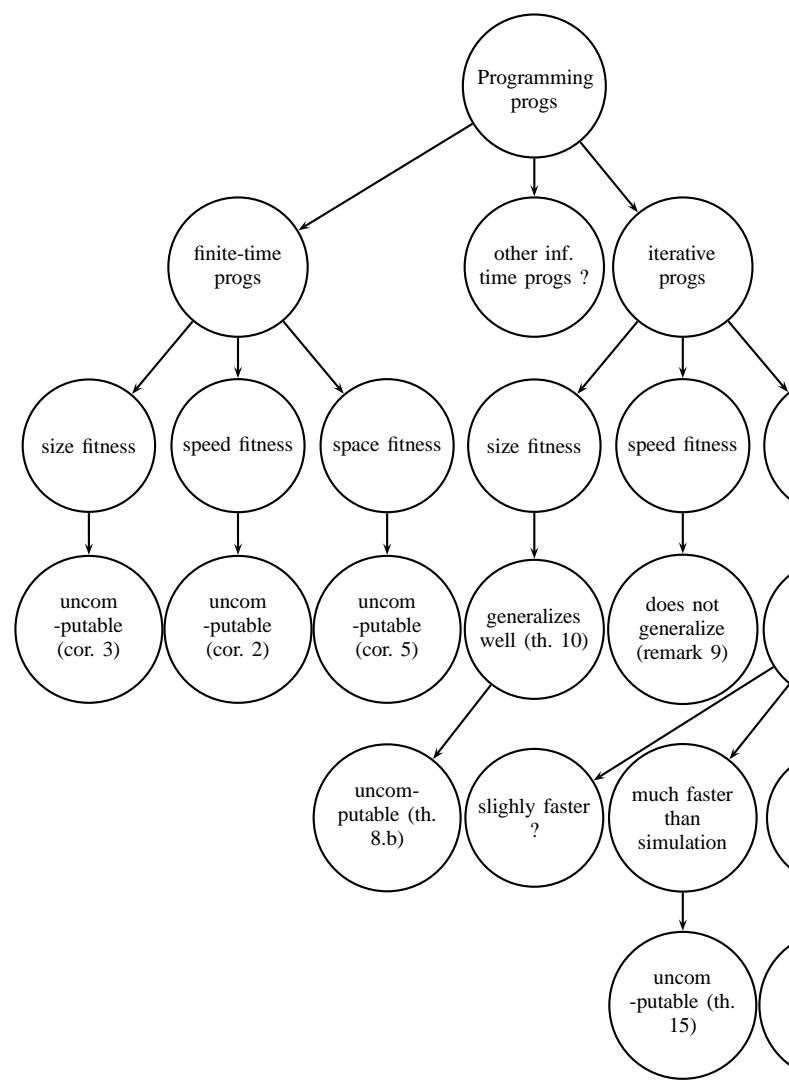 Programming
progs
finite-time
progs
other inf.
time progs ?
iterative
progs
size fitness
speed fitness
space fitness
size fitness
speed fitness
uncom
-putable
(cor. 3)
uncom
-putable
(cor. 2)
uncom
-putable
(cor. 5)
generalizes
well (th. 10)
does not
generalize
(remark 9)
uncom-
putable (th.
8.b)
slighly faster
?
much faster
than
simulation
uncom
-putable (th.
15)